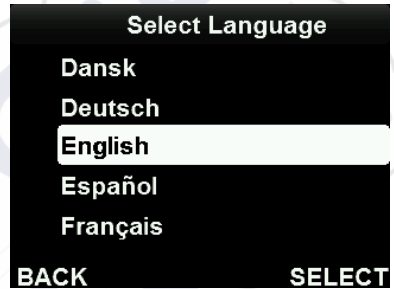 Select Language
Dansk
Deutsch
English
Español
Français
BACK SELECT